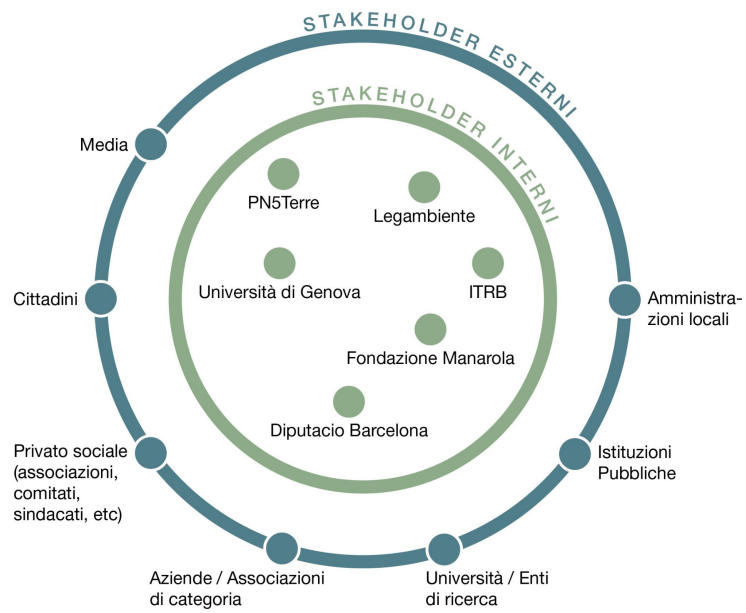 STAKEHOLDER ESTERNI
STAKEHOLDER INTERNI
Media
PN5Terre
Legambiente
Cittadini
Università di Genova
ITRB
Amministra-
zioni locali
Fondazione Manarola
Diputacio Barcelona
Privato sociale
(associazioni,
comitati,
sindacati, etc)
Istituzioni
Pubbliche
Aziende / Associazioni
di categoria
Università / Enti
di ricerca